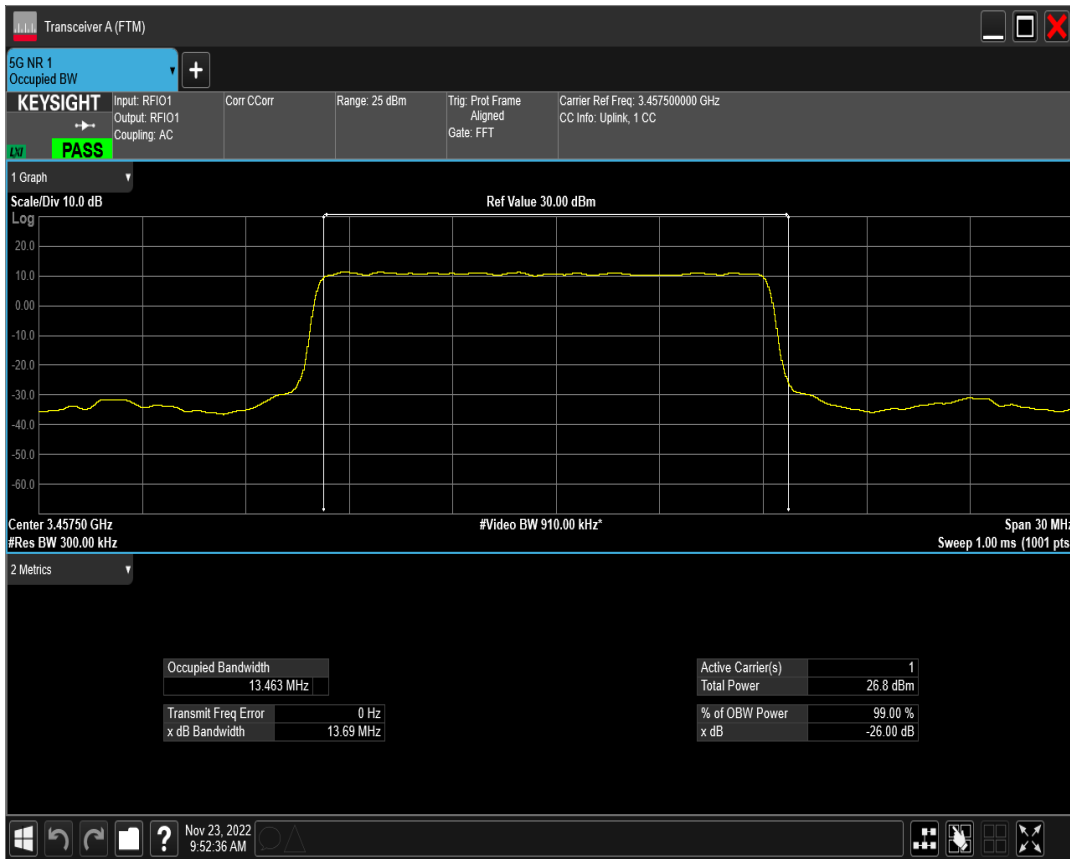 Transceiver A (FTM)
5G NR 1
Occupied BW
+
KEYSIGHT
LXI
PASS
Input: RFIO1
Output: RFIO1
Coupling: AC
Corr CCorr
Range: 25 dBm
Trig: Prot Frame
Aligned
Gate: FFT
Carrier Ref Freq: 3.457500000 GHz
CC Info: Uplink, 1 CC
1 Graph
Scale/Div 10.0 dB
Ref Value 30.00 dBm
Log
20.0
10.0
0.00
-10.0
-20.0
-30.0
-40.0
-50.0
-60.0
Center 3.45750 GHz
#Video BW 910.00 kHz*
Span 30 MHz
#Res BW 300.00 kHz
Sweep 1.00 ms (1001 pts
2 Metrics
Occupied Bandwidth
13.463 MHz
Transmit Freq Error 0 Hz
x dB Bandwidth 13.69 MHz
Active Carrier(s) 1
Total Power 26.8 dBm
% of OBW Power 99.00 %
x dB -26.00 dB
?
Nov 23, 2022
9:52:36 AM